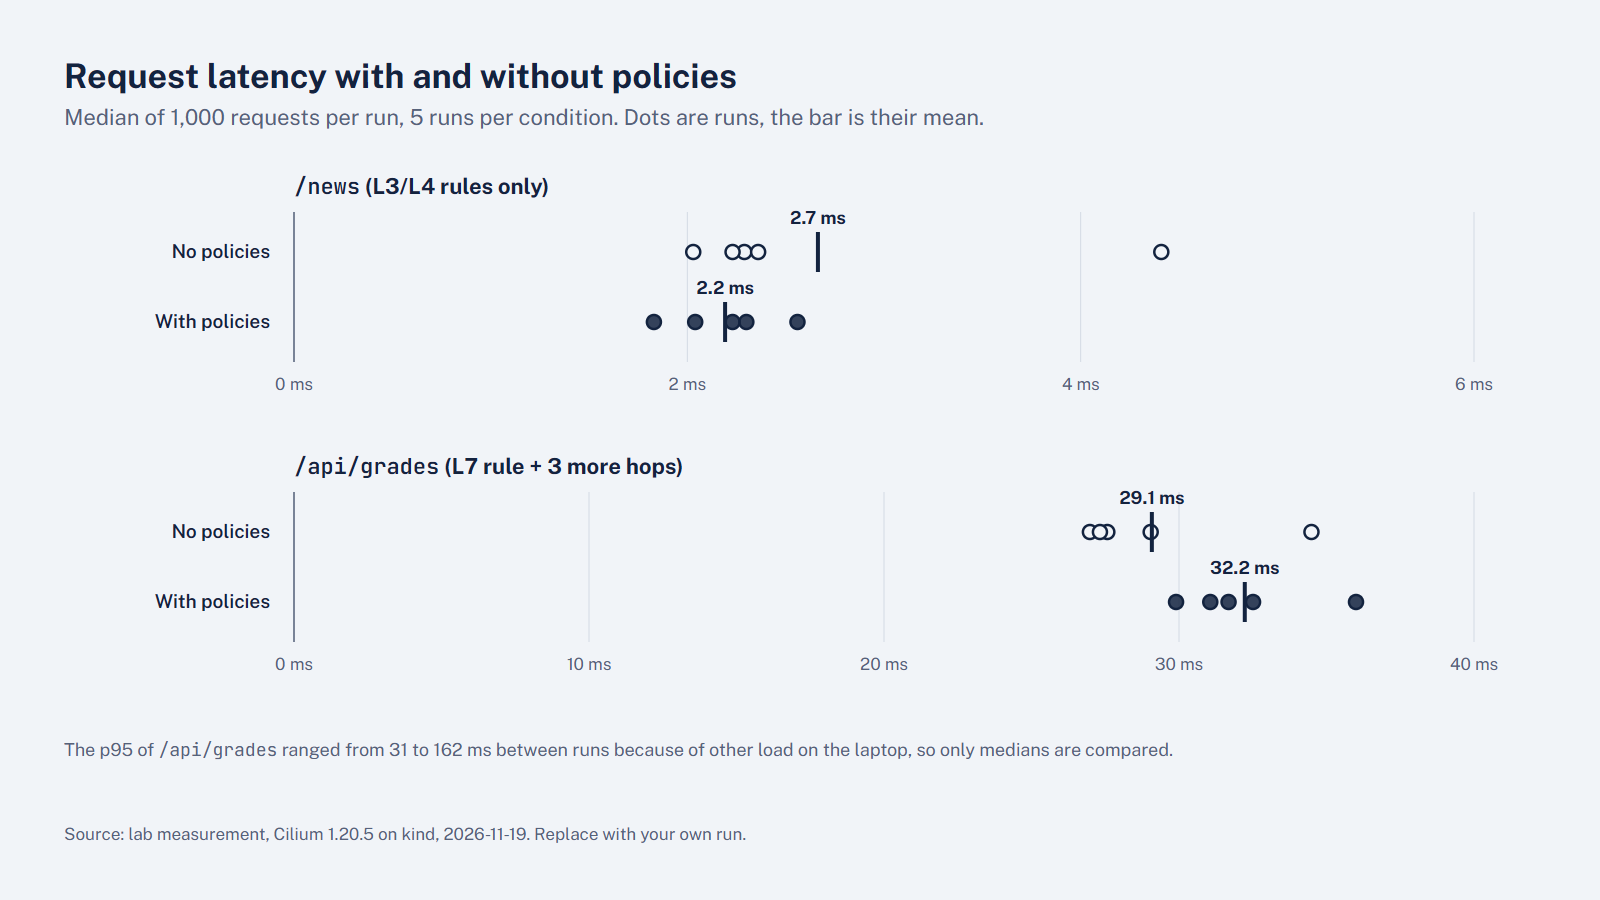 Request latency with and without policies
Median of 1,000 requests per run, 5 runs per condition. Dots are runs, the bar is their mean.
/news (L3/L4 rules only)
2.7 ms
No policies
2.2 ms
With policies
0 ms
2 ms
4 ms
6 ms
/api/grades (L7 rule + 3 more hops)
29.1 ms
No policies
32.2 ms
With policies
0 ms
10 ms
20 ms
30 ms
40 ms
The p95 of /api/grades ranged from 31 to 162 ms between runs because of other load on the laptop, so only medians are compared.
Source: lab measurement, Cilium 1.20.5 on kind, 2026-11-19. Replace with your own run.